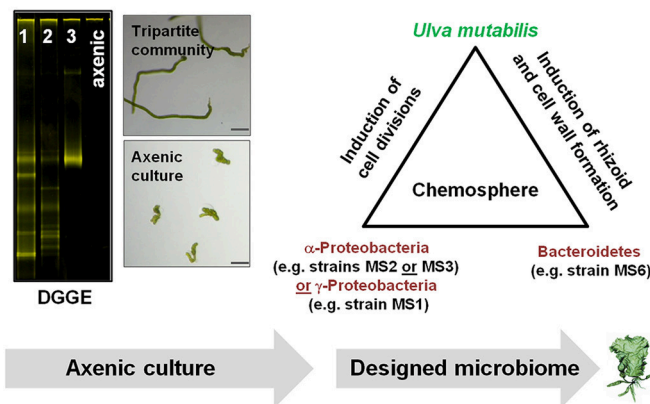 1 2 3 axenic
DGGE
Tripartite
community
Axenic
culture
Ulva mutabilis
Induction of
cell divisions
Induction of rhizoid
and cell wall formation
Chemosphere
α-Proteobacteria
(e.g. strains MS2 or MS3)
or γ-Proteobacteria
(e.g. strain MS1)
Bacteroidetes
(e.g. strain MS6)
Axenic culture
Designed microbiome